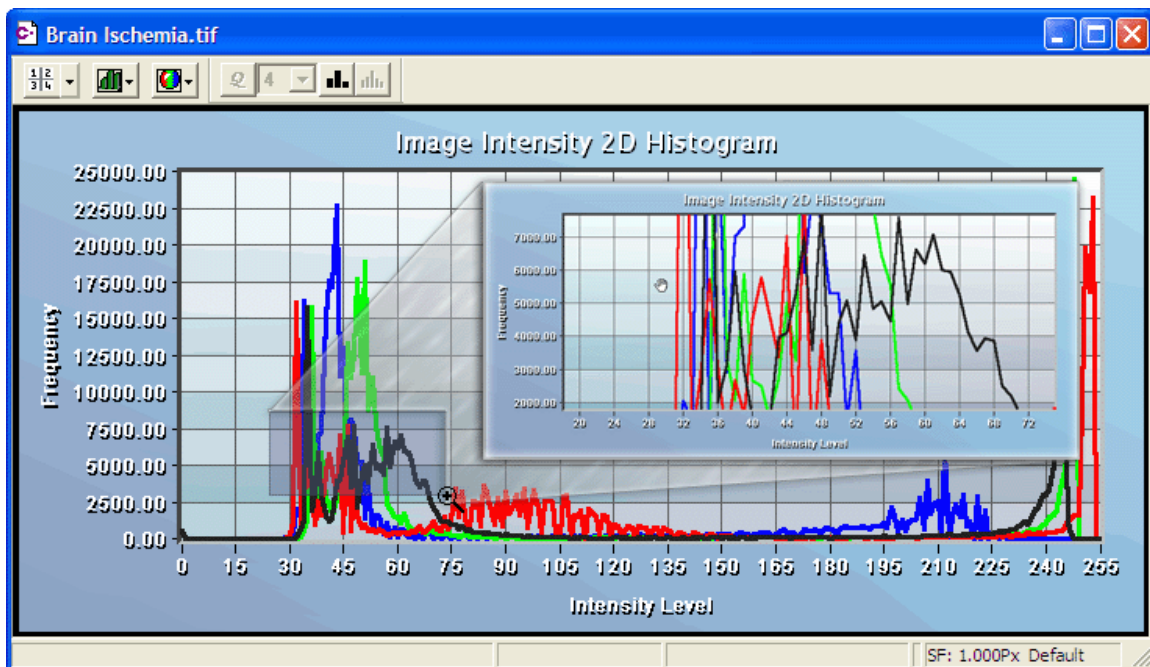 Brain Ischemia.tif
1 2
3 4
Q 4
Image Intensity 2D Histogram
Frequency
25000.00
22500.00
20000.00
17500.00
15000.00
12500.00
10000.00
7500.00
5000.00
2500.00
0.00
0 15 30 45 60 75 90 105 120 135 150 165 180 195 210 225 240 255
Intensity Level
Image Intensity 2D Histogram
Frequency
7000.00
6000.00
5000.00
4000.00
3000.00
2000.00
20 24 28 32 36 40 44 48 52 56 60 64 68 72
Intensity Level
SF: 1.000Px Default